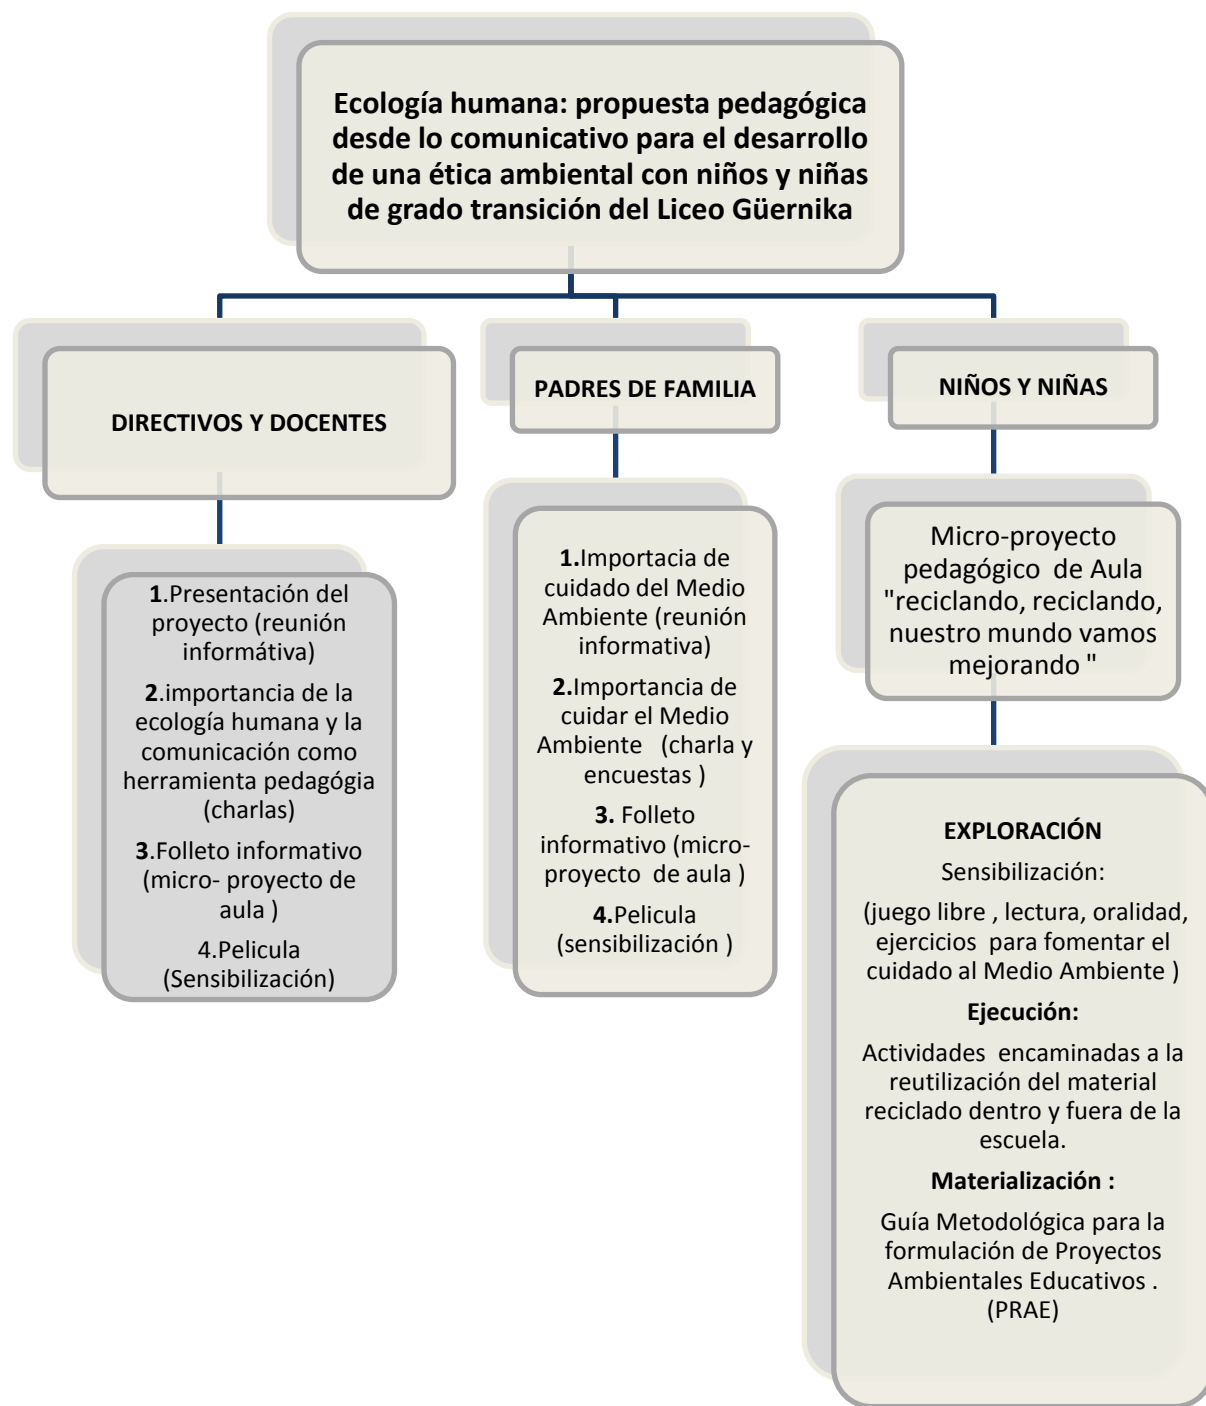 Ecología humana: propuesta pedagógica
desde lo comunicativo para el desarrollo
de una ética ambiental con niños y niñas
de grado transición del Liceo Güernika
DIRECTIVOS Y DOCENTES
1.Presentación del
proyecto (reunión
informátiva)
2.importancia de la
ecología humana y la
comunicación como
herramienta pedagógia
(charlas)
3.Folleto informativo
(micro- proyecto de
aula )
4.Pelicula
(Sensibilización)
PADRES DE FAMILIA
1.Importacia de
cuidado del Medio
Ambiente (reunión
informativa)
2.Importancia de
cuidar el Medio
Ambiente (charla y
encuestas )
3. Folleto
informativo (micro-
proyecto de aula )
4.Pelicula
(sensibilización )
NIÑOS Y NIÑAS
Micro-proyecto
pedagógico de Aula
"reciclando, reciclando,
nuestro mundo vamos
mejorando "
EXPLORACIÓN
Sensibilización:
(juego libre , lectura, oralidad,
ejercicios para fomentar el
cuidado al Medio Ambiente )
Ejecución:
Actividades encaminadas a la
reutilización del material
reciclado dentro y fuera de la
escuela.
Materialización :
Guía Metodológica para la
formulación de Proyectos
Ambientales Educativos .
(PRAE)